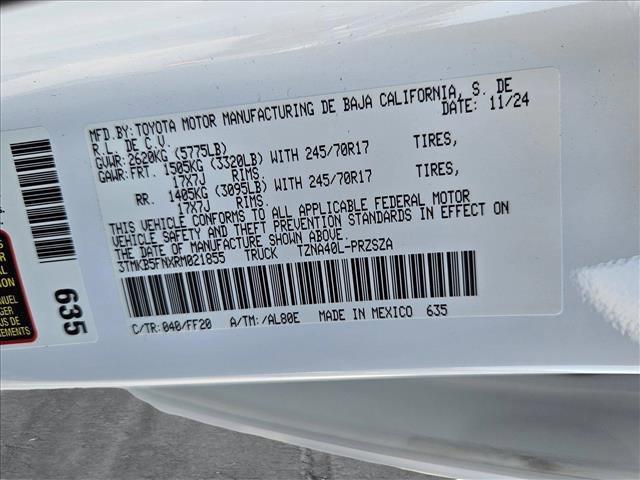 MFD.BY:TOYOTA MOTOR MANUFACTURING DE BAJA CALIFORNIA, S. DE
R.L. DE C.V. DATE: 11/24
GVWR:2620KG (5775LB)
GAWR:FRT. 1505KG (3320LB) WITH 245/70R17 TIRES,
17X7J RIMS.
RR. 1405KG (3095LB) WITH 245/70R17 TIRES,
17X7J RIMS.
THIS VEHICLE CONFORMS TO ALL APPLICABLE FEDERAL MOTOR
VEHICLE SAFETY AND THEFT PREVENTION STANDARDS IN EFFECT ON
THE DATE OF MANUFACTURE SHOWN ABOVE.
3TMKB5FNXRM021855 TRUCK TZNA40L-PRZSZA
C/TR: 040/FF20 A/TM: /AL80E MADE IN MEXICO 635
635